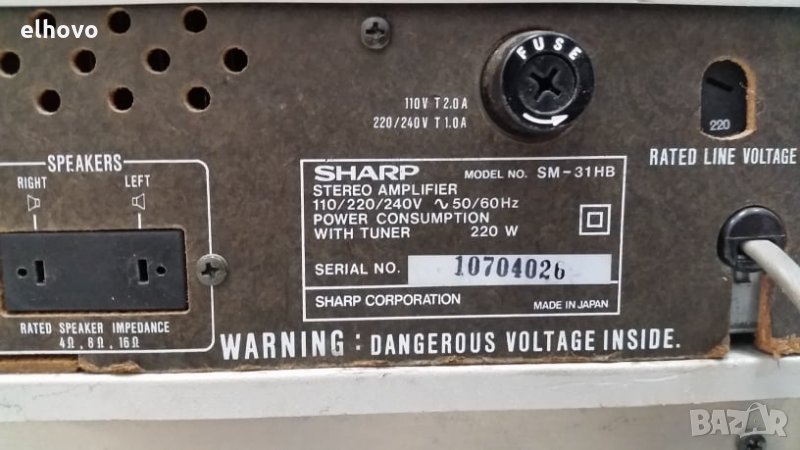 elhovo
FUSE
110V T 2.0A
220/240V T 1.0A
220
RATED LINE VOLTAGE
SPEAKERS
RIGHT LEFT
RATED SPEAKER IMPEDANCE
4Ω, 8Ω, 16Ω
SHARP MODEL NO. SM-31HB
STEREO AMPLIFIER
110/220/240V ∿ 50/60Hz
POWER CONSUMPTION
WITH TUNER 220 W
SERIAL NO. 10704026
SHARP CORPORATION MADE IN JAPAN
WARNING : DANGEROUS VOLTAGE INSIDE.
BAZAR